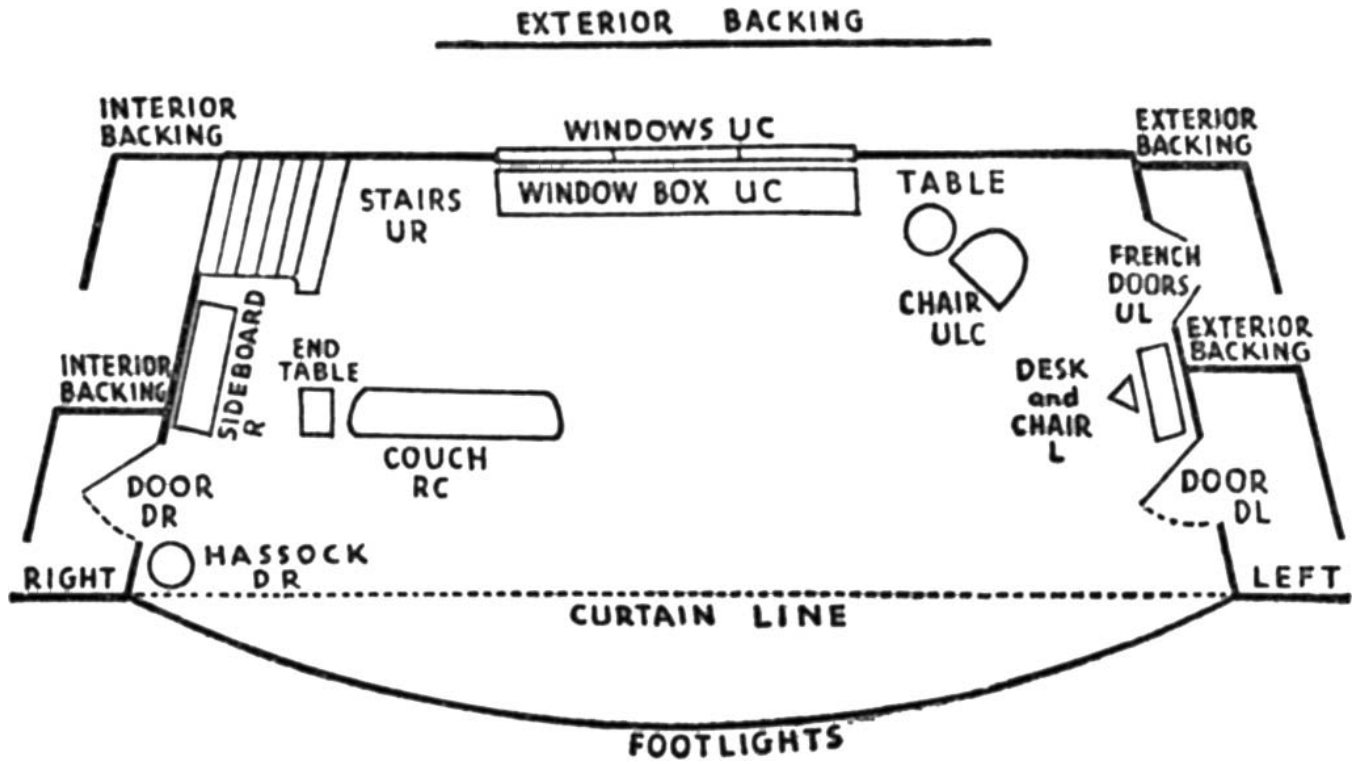 EXTERIOR BACKING
INTERIOR
BACKING
WINDOWS UC
EXTERIOR
BACKING
WINDOW BOX UC
TABLE
STAIRS
UR
FRENCH
DOORS
UL
CHAIR
ULC
SIDEBOARD
R
INTERIOR
BACKING
END
TABLE
EXTERIOR
BACKING
DESK
and
CHAIR
L
COUCH
RC
DOOR
DR
DOOR
DL
HASSOCK
DR
RIGHT
LEFT
CURTAIN LINE
FOOTLIGHTS